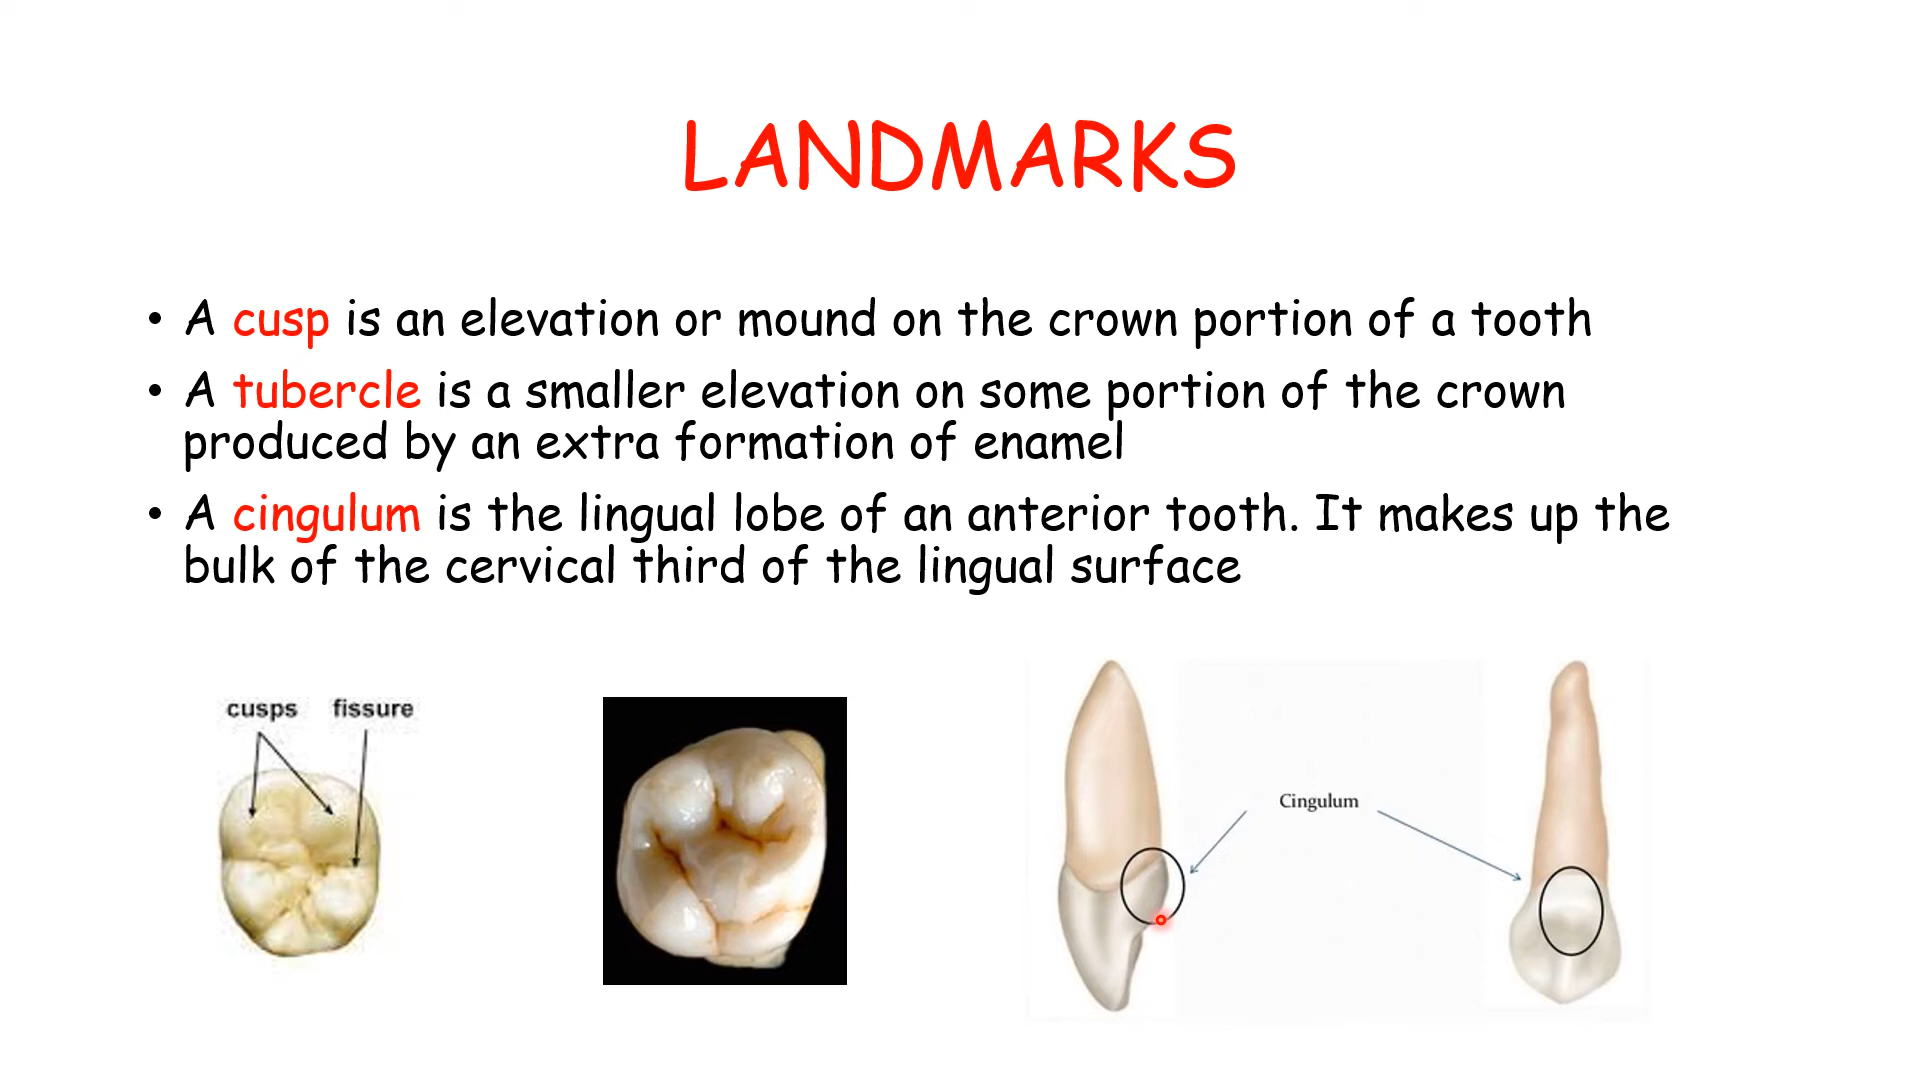 LANDMARKS
• A cusp is an elevation or mound on the crown portion of a tooth
• A tubercle is a smaller elevation on some portion of the crown
produced by an extra formation of enamel
• A cingulum is the lingual lobe of an anterior tooth. It makes up the
bulk of the cervical third of the lingual surface
cusps fissure
Cingulum